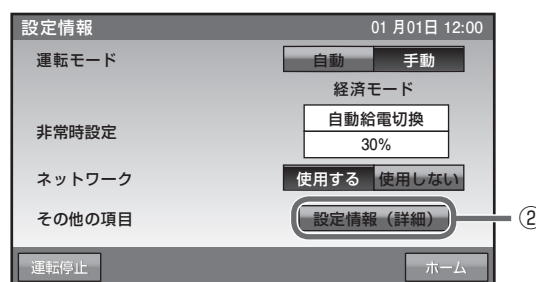 設定情報 01月01日 12:00
運転モード 自動 手動
経済モード
非常時設定 自動給電切換
30%
ネットワーク 使用する 使用しない
その他の項目 設定情報（詳細） ②
運転停止 ホーム